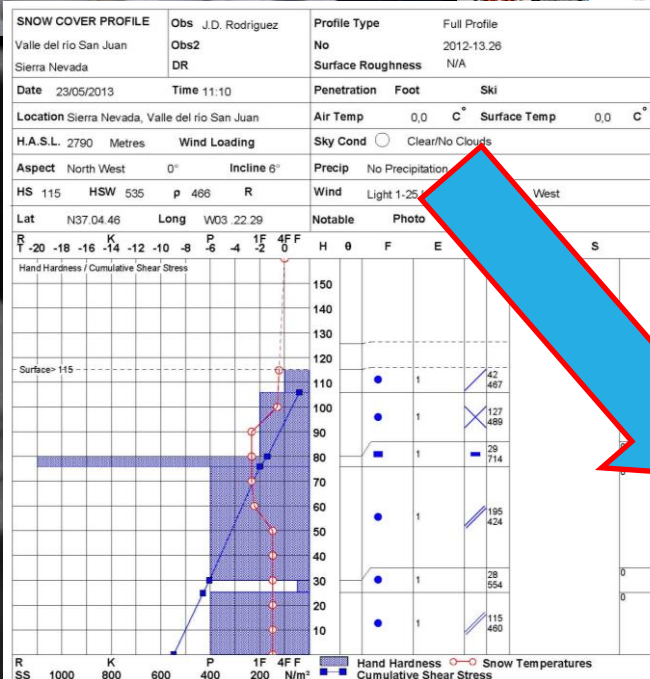 SNOW COVER PROFILE Obs J.D. Rodriguez Profile Type Full Profile
Valle del rio San Juan Obs2 No 2012-13.26
Sierra Nevada DR Surface Roughness N/A
Date 23/05/2013 Time 11:10 Penetration Foot Ski
Location Sierra Nevada, Valle del rio San Juan Air Temp 0,0 C° Surface Temp 0,0 C°
H.A.S.L. 2790 Metres Wind Loading Sky Cond Clear/No Clouds
Aspect North West 0° Incline 6° Precip No Precipitation
HS 115 HSW 535 ρ 466 R Wind Light 1-25 West
Lat N37.04.46 Long W03 .22.29 Notable Photo
R K P 1F 4F F
T -20 -18 -16 -14 -12 -10 -8 -6 -4 -2 0 H θ F E S
Hand Hardness / Cumulative Shear Stress
150
140
130
120
Surface> 115
110 1 42
467
100 1 127
489
90
80 1 29
714
70
60 1 195
424
50
40
30 1 28
554
20
10 1 115
460
0
0
R K P 1F 4F F Hand Hardness Snow Temperatures
SS 1000 800 600 400 200 N/m² Cumulative Shear Stress